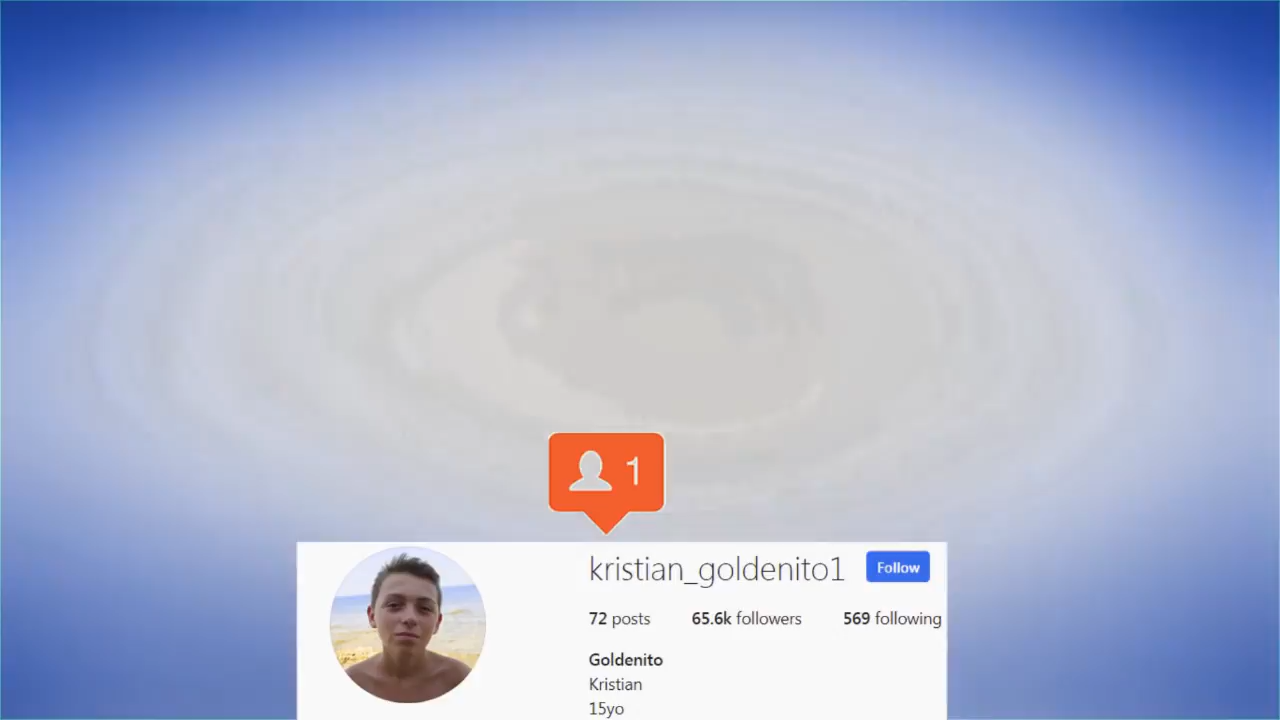 1
kristian_goldenito1 Follow
72 posts 65.6k followers 569 following
Goldenito
Kristian
15yo